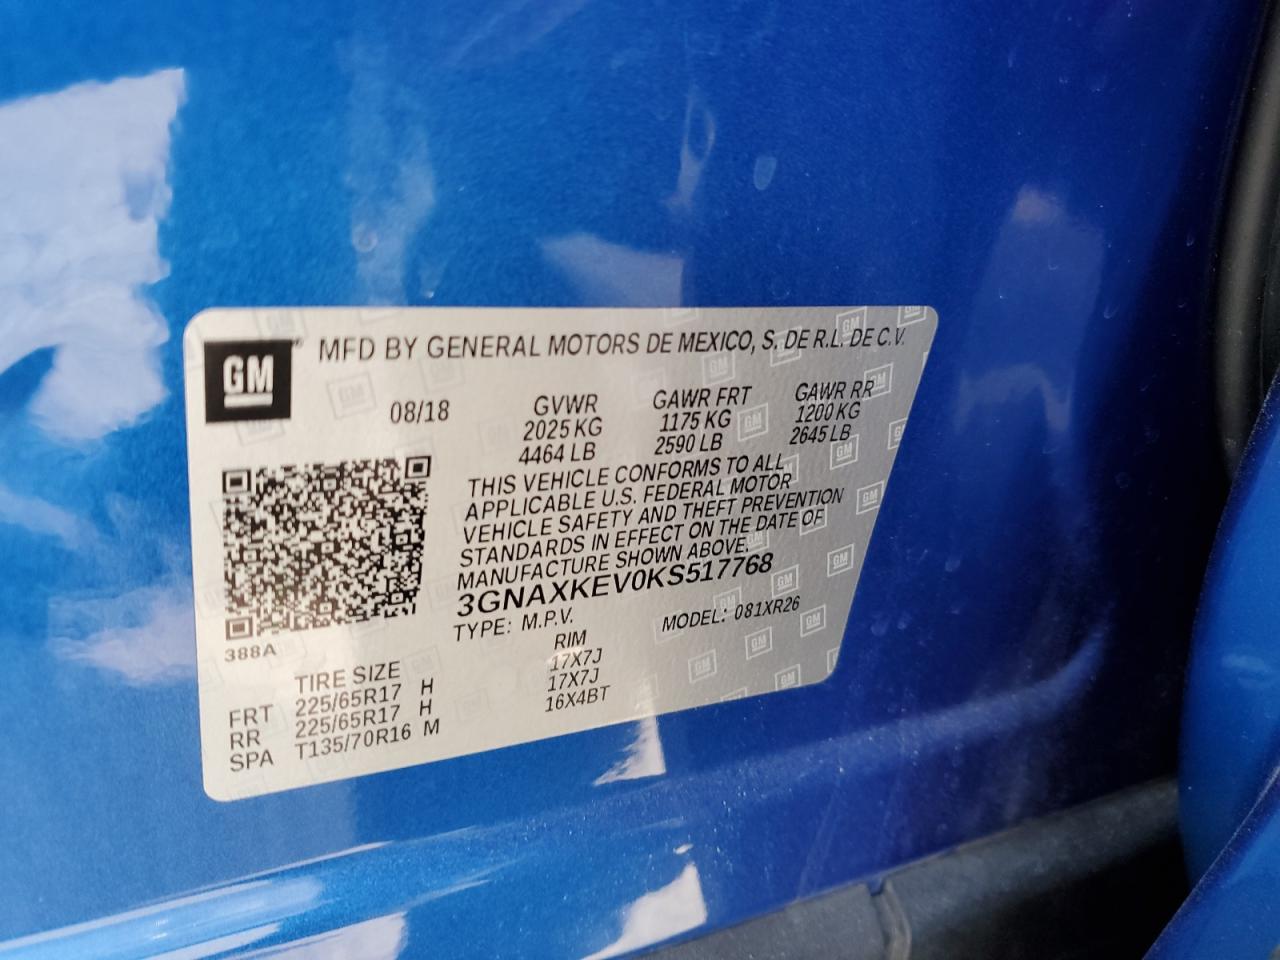 GM
MFD BY GENERAL MOTORS DE MEXICO, S. DE R.L. DE C.V.
08/18 GVWR GAWR FRT GAWR RR
2025 KG 1175 KG 1200 KG
4464 LB 2590 LB 2645 LB
THIS VEHICLE CONFORMS TO ALL
APPLICABLE U.S. FEDERAL MOTOR
VEHICLE SAFETY AND THEFT PREVENTION
STANDARDS IN EFFECT ON THE DATE OF
MANUFACTURE SHOWN ABOVE.
3GNAXKEV0KS517768
TYPE: M.P.V. MODEL: 081XR26
388A
TIRE SIZE RIM
FRT 225/65R17 H 17X7J
RR 225/65R17 H 17X7J
SPA T135/70R16 M 16X4BT